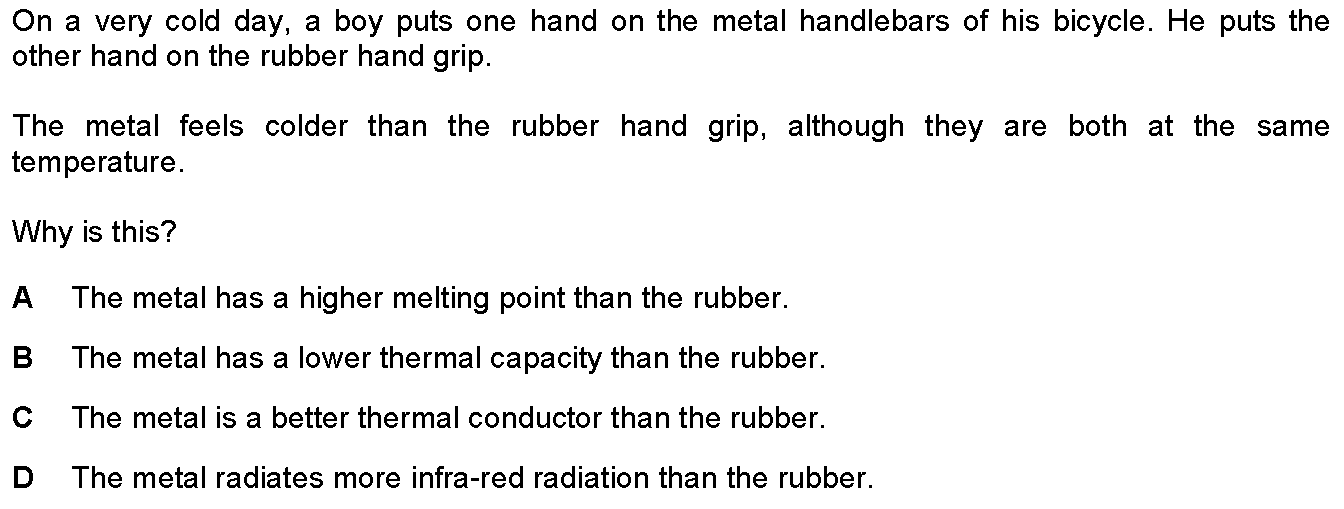 On a very cold day, a boy puts one hand on the metal handlebars of his bicycle. He puts the
other hand on the rubber hand grip.
The metal feels colder than the rubber hand grip, although they are both at the same
temperature.
Why is this?
A The metal has a higher melting point than the rubber.
B The metal has a lower thermal capacity than the rubber.
C The metal is a better thermal conductor than the rubber.
D The metal radiates more infra-red radiation than the rubber.